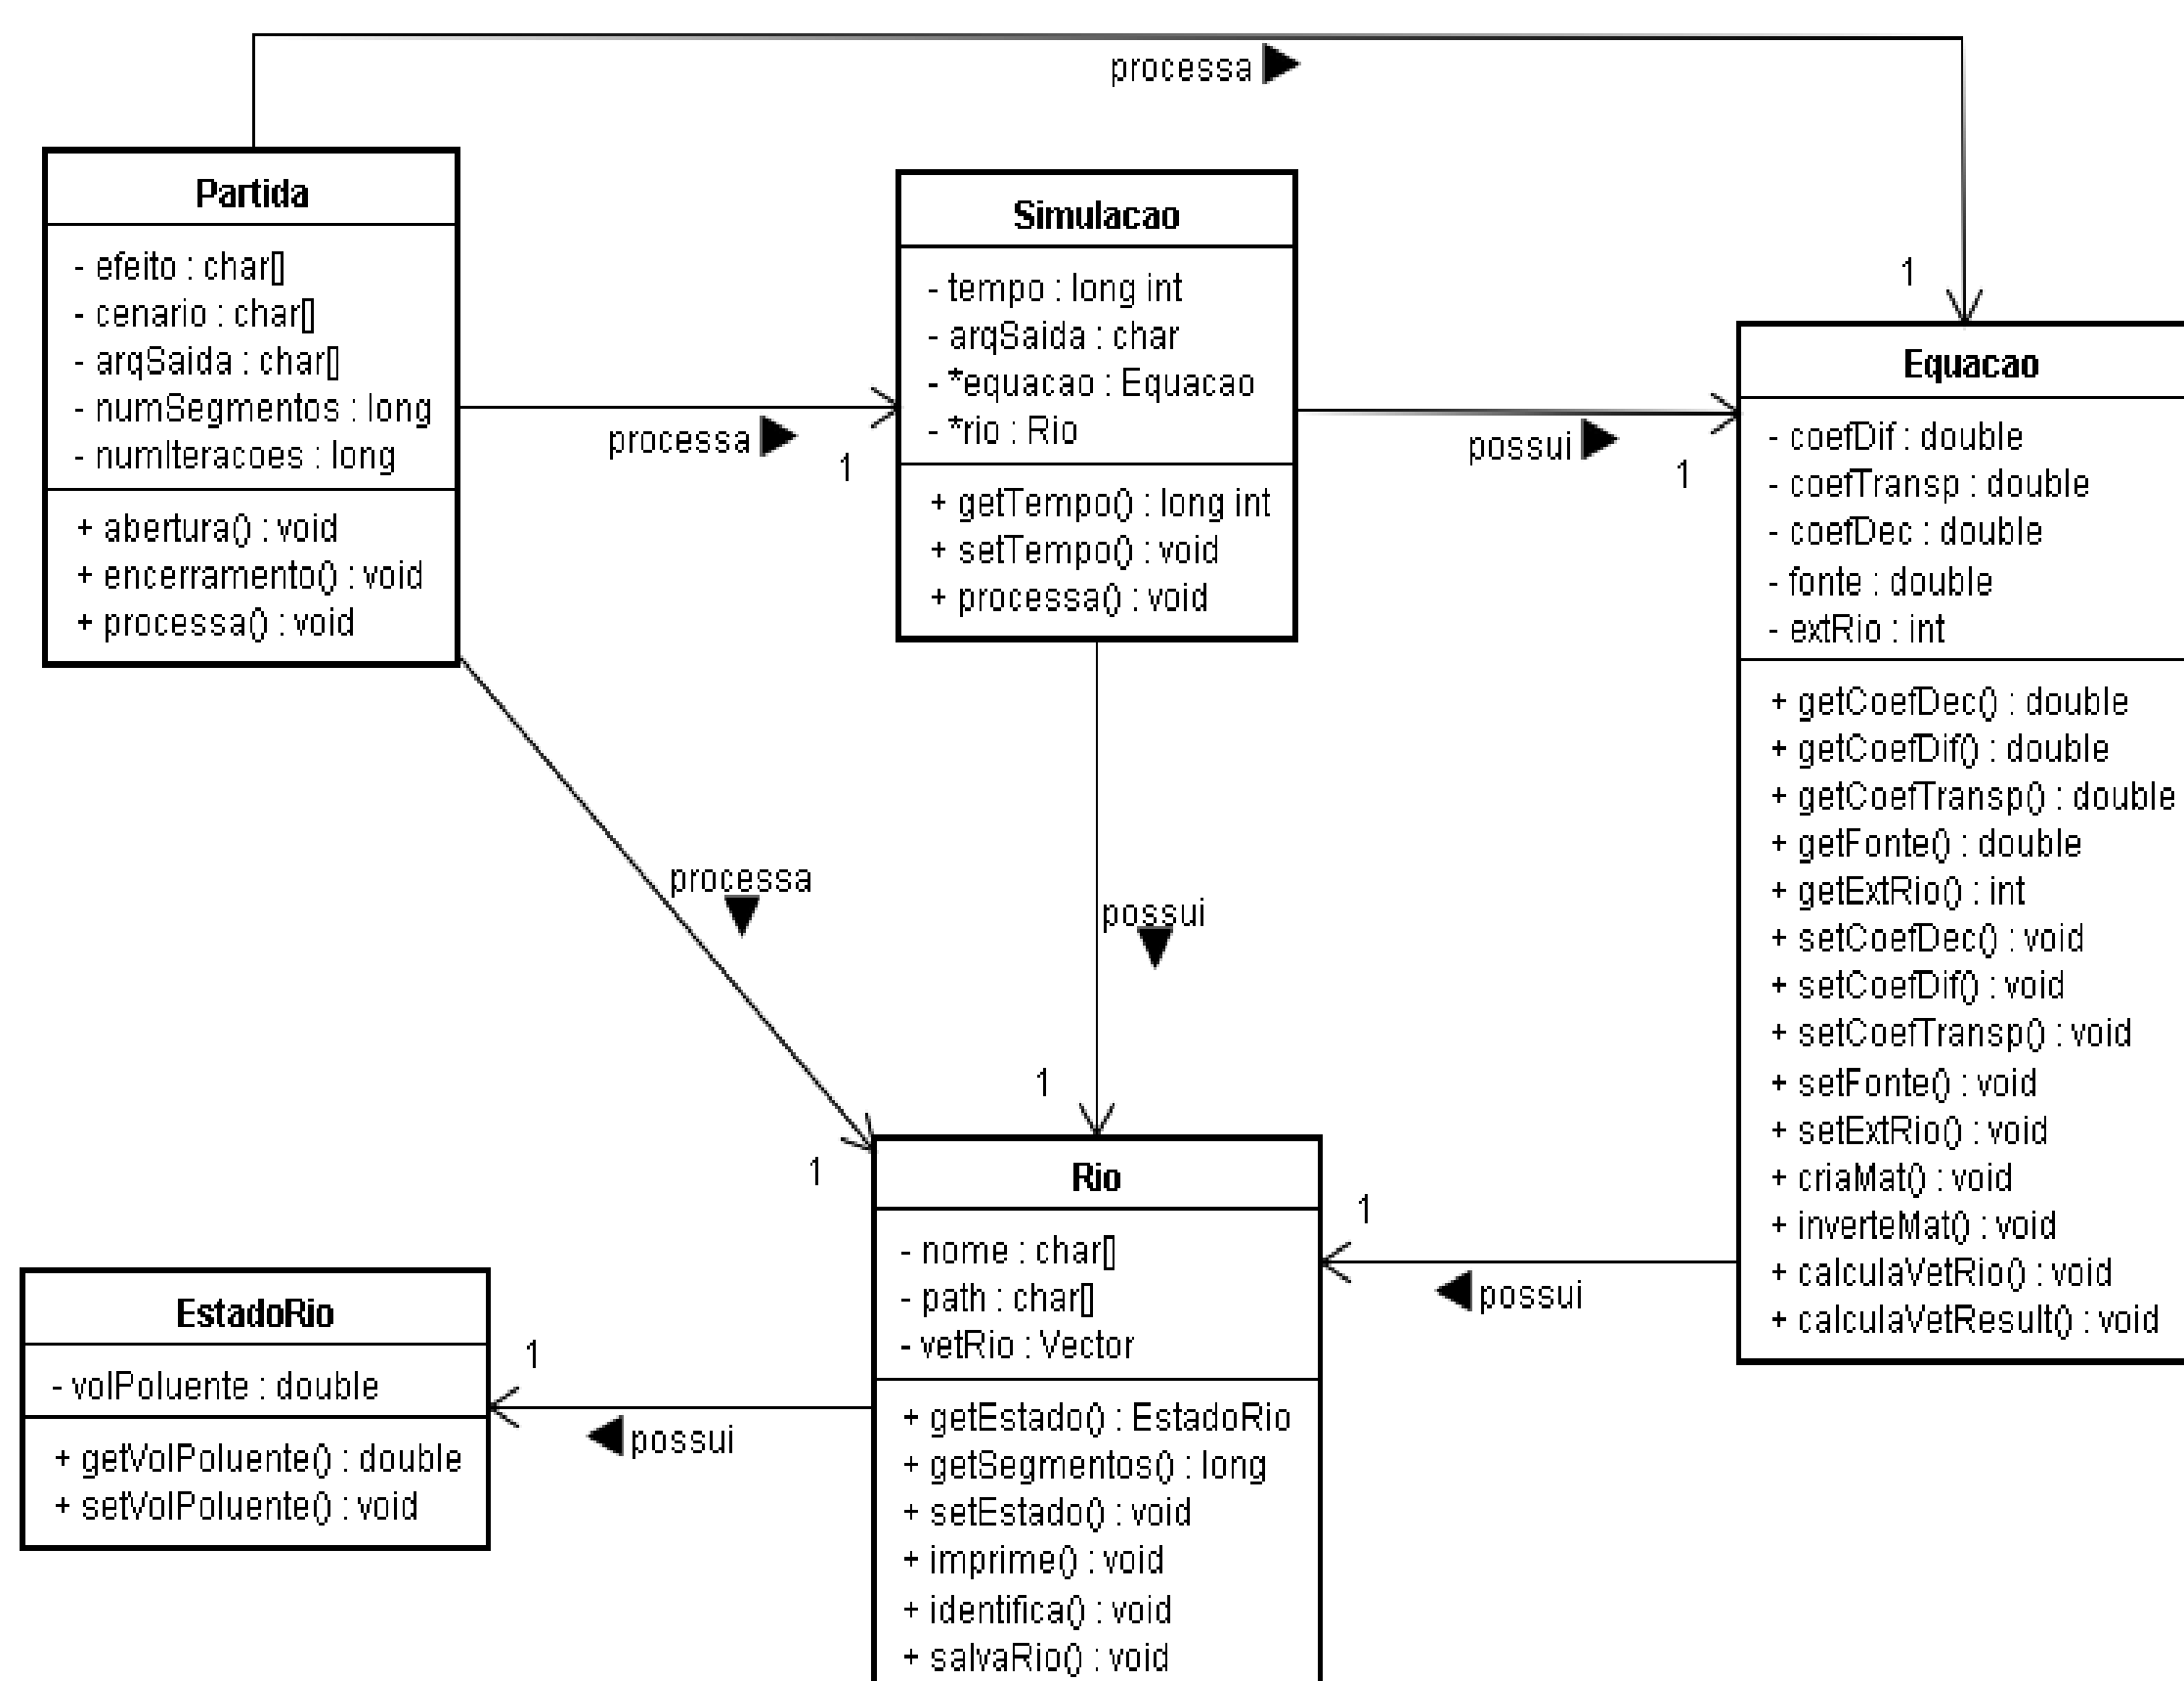 processa
Partida
- efeito : char[]
- cenario : char[]
- arqSaida : char[]
- numSegmentos : long
- numIteracoes : long
+ abertura() : void
+ encerramento() : void
+ processa() : void
processa
1
Simulacao
- tempo : long int
- arqSaida : char
- *equacao : Equacao
- *rio : Rio
+ getTempo() : long int
+ setTempo() : void
+ processa() : void
possui
1
1
Equacao
- coefDif : double
- coefTransp : double
- coefDec : double
- fonte : double
- extRio : int
+ getCoefDec() : double
+ getCoefDif() : double
+ getCoefTransp() : double
+ getFonte() : double
+ getExtRio() : int
+ setCoefDec() : void
+ setCoefDif() : void
+ setCoefTransp() : void
+ setFonte() : void
+ setExtRio() : void
+ criaMat() : void
+ inverteMat() : void
+ calculaVetRio() : void
+ calculaVetResult() : void
processa
1
possui
1
Rio
- nome : char[]
- path : char[]
- vetRio : Vector
+ getEstado() : EstadoRio
+ getSegmentos() : long
+ setEstado() : void
+ imprime() : void
+ identifica() : void
+ salvaRio() : void
1
possui
EstadoRio
- volPoluente : double
+ getVolPoluente() : double
+ setVolPoluente() : void
1
possui